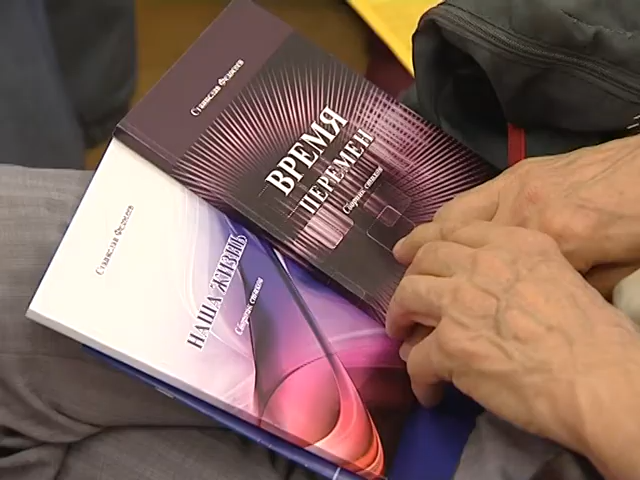 Станислав Федосеев
ВРЕМЯ
ПЕРЕМЕН
Сборник стихов
Станислав Федосеев
НАША ЖИЗНЬ
Сборник стихов